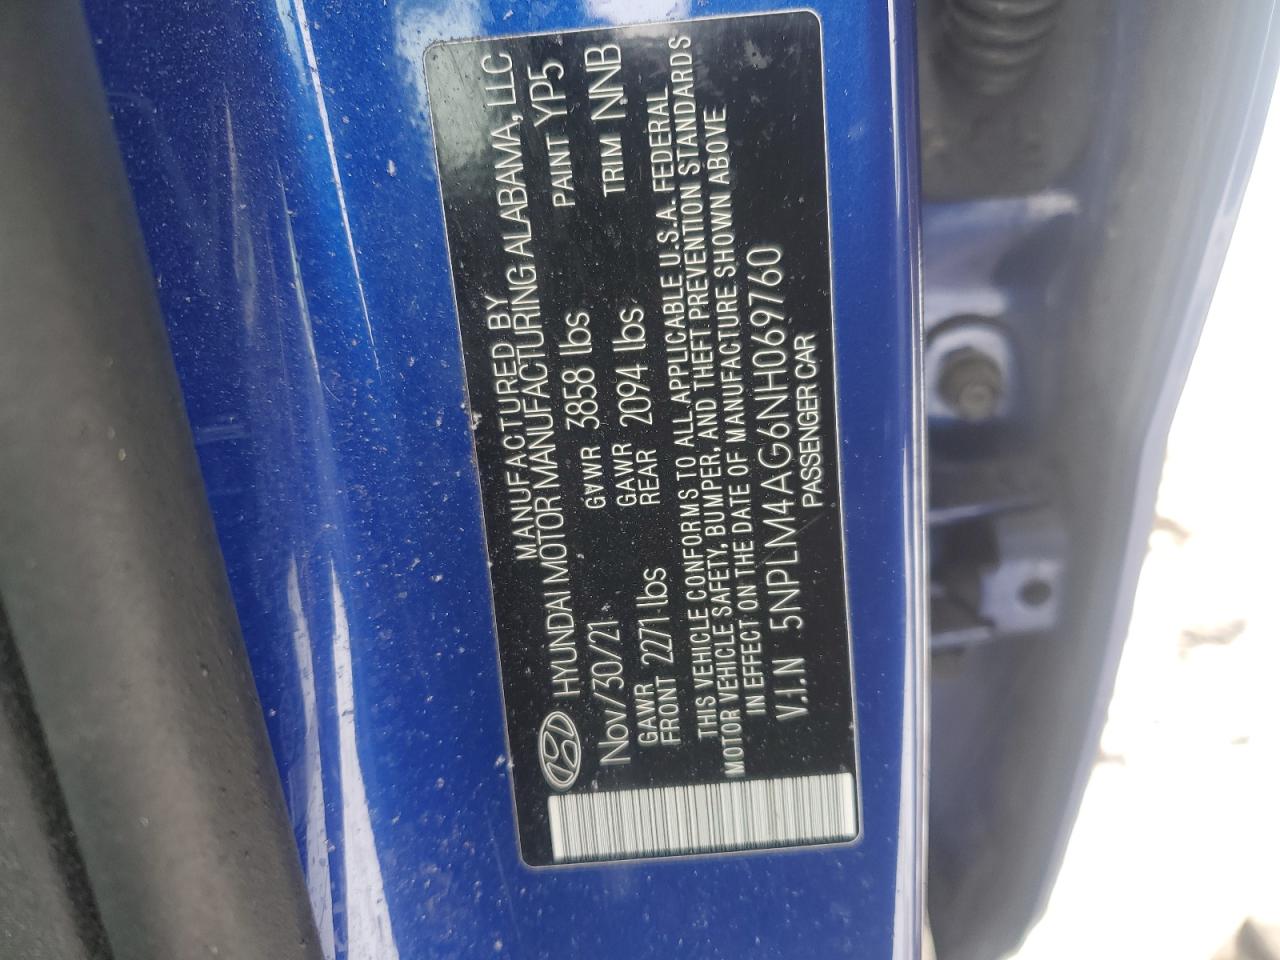 MANUFACTURED BY
HYUNDAI MOTOR MANUFACTURING ALABAMA, LLC
Nov/30/21 GVWR 3858 lbs PAINT YP5
GAWR FRONT 2271 lbs GAWR REAR 2094 lbs TRIM NNB
THIS VEHICLE CONFORMS TO ALL APPLICABLE U.S.A. FEDERAL
MOTOR VEHICLE SAFETY, BUMPER, AND THEFT PREVENTION STANDARDS
IN EFFECT ON THE DATE OF MANUFACTURE SHOWN ABOVE
V.I.N 5NPLM4AG6NH069760
PASSENGER CAR